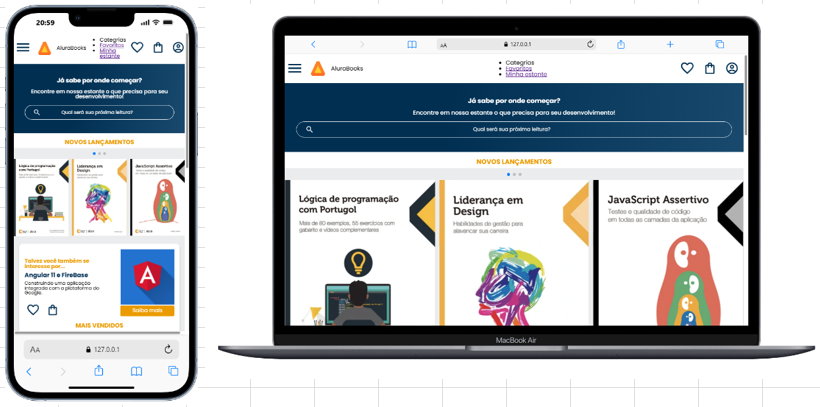 20:59
AluraBooks
Categrias
Favoritos
Minha
estante
Já sabe por onde começar?
Encontre em nossa estante o que precisa para seu
desenvolvimento!
Qual será sua próxima leitura?
NOVOS LANÇAMENTOS
Lógica de programação
com Portugol
Liderança em
Design
JavaScript Assertivo
Talvez você também se
interesse por...
Angular 11 e FireBase
Construindo uma aplicação
integrada com a plataforma do
Google.
A
Saiba mais
MAIS VENDIDOS
AA
127.0.0.1
AA
127.0.0.1
AluraBooks
Categrias
Favoritos
Minha estante
Já sabe por onde começar?
Encontre em nossa estante o que precisa para seu desenvolvimento!
Qual será sua próxima leitura?
NOVOS LANÇAMENTOS
Lógica de programação
com Portugol
Mais de 80 exemplos, 55 exercícios com
gabarito e vídeos complementares
Liderança em
Design
Habilidades de gestão para
alavancar sua carreira
JavaScript Assertivo
Testes e qualidade de código
em todas as camadas da aplicação
MacBook Air